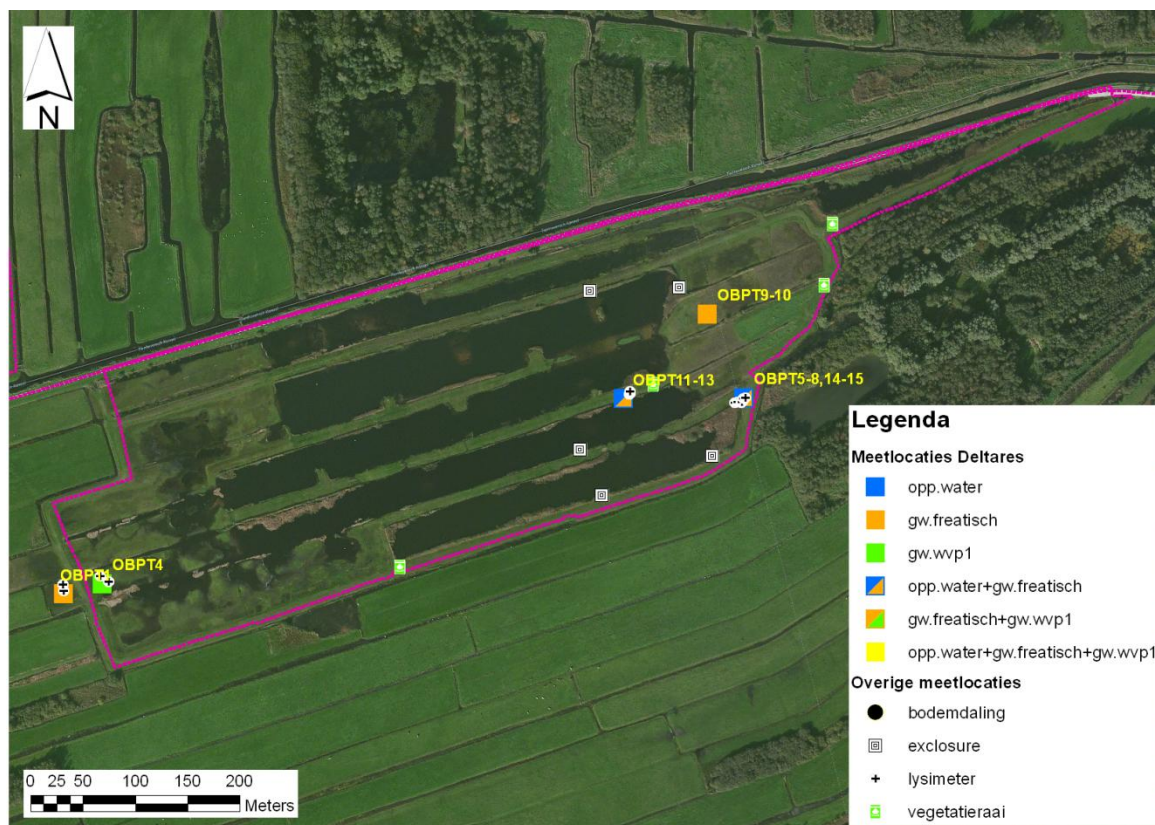 N
OBPT9-10
OBPT11-13
OBPT5-8,14-15
OBPT4
OBPT1
Legenda
Meetlocaties Deltares
opp.water
gw.freatisch
gw.wvp1
opp.water+gw.freatisch
gw.freatisch+gw.wvp1
opp.water+gw.freatisch+gw.wvp1
Overige meetlocaties
bodemdaling
exclosure
lysimeter
vegetatieraai
0 25 50 100 150 200
Meters